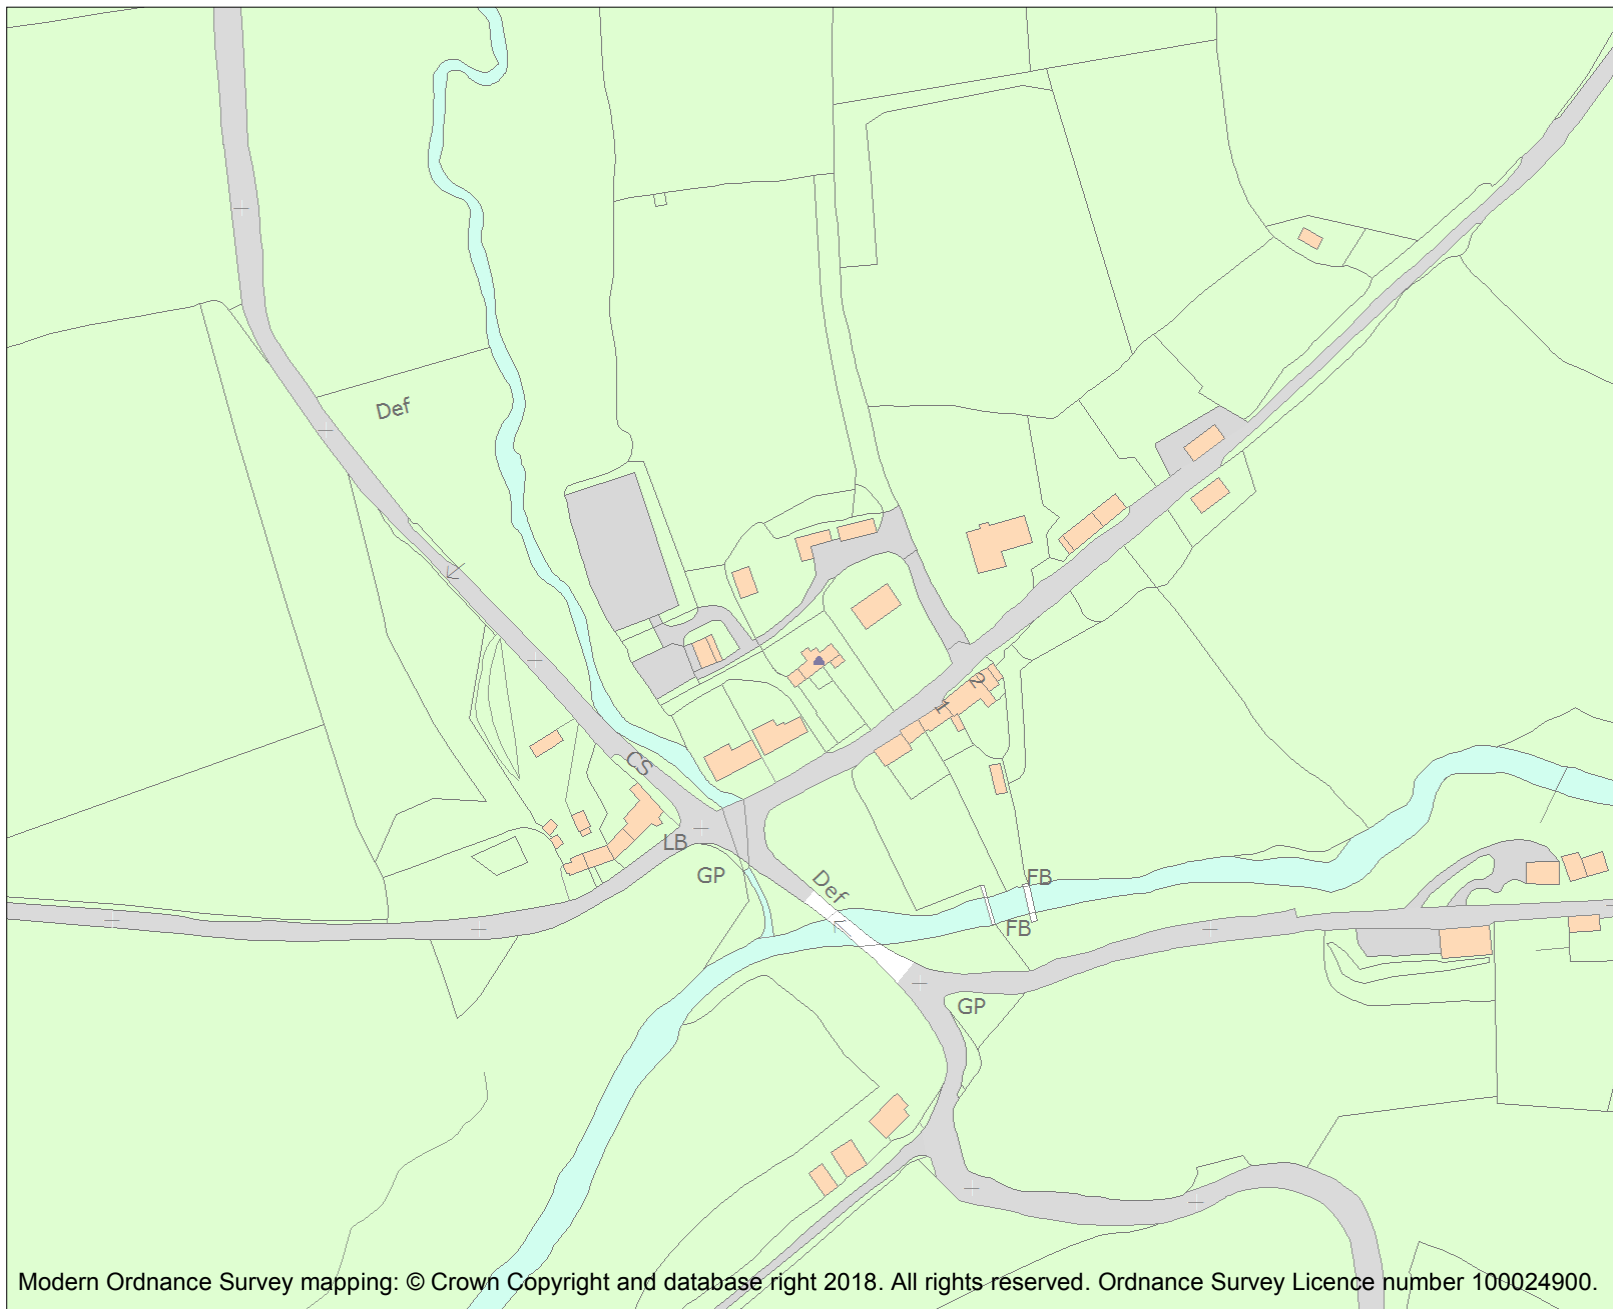 Def
2
1
CS
LB
GP
Def
FB
FB
GP
Modern Ordnance Survey mapping: © Crown Copyright and database right 2018. All rights reserved. Ordnance Survey Licence number 100024900.